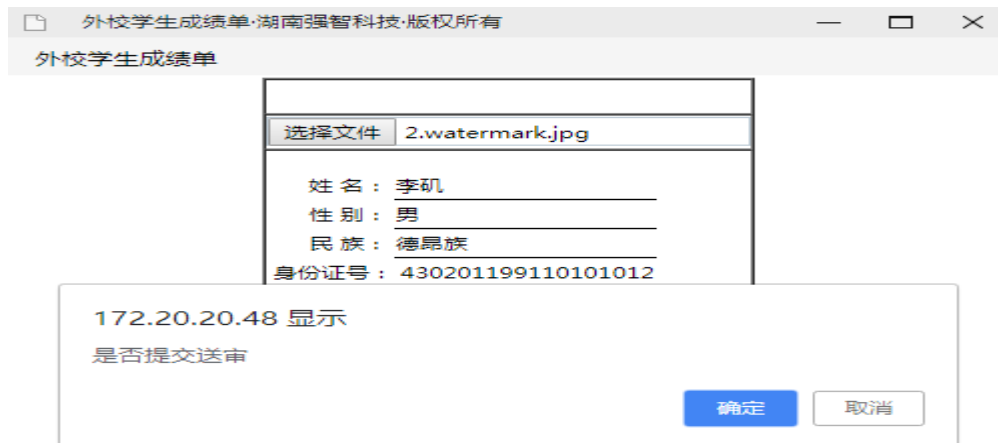 外校学生成绩单·湖南强智科技·版权所有
外校学生成绩单
选择文件 2.watermark.jpg
姓 名： 李矶
性 别： 男
民 族： 德昂族
身份证号： 430201199110101012
172.20.20.48 显示
是否提交送审
确定 取消